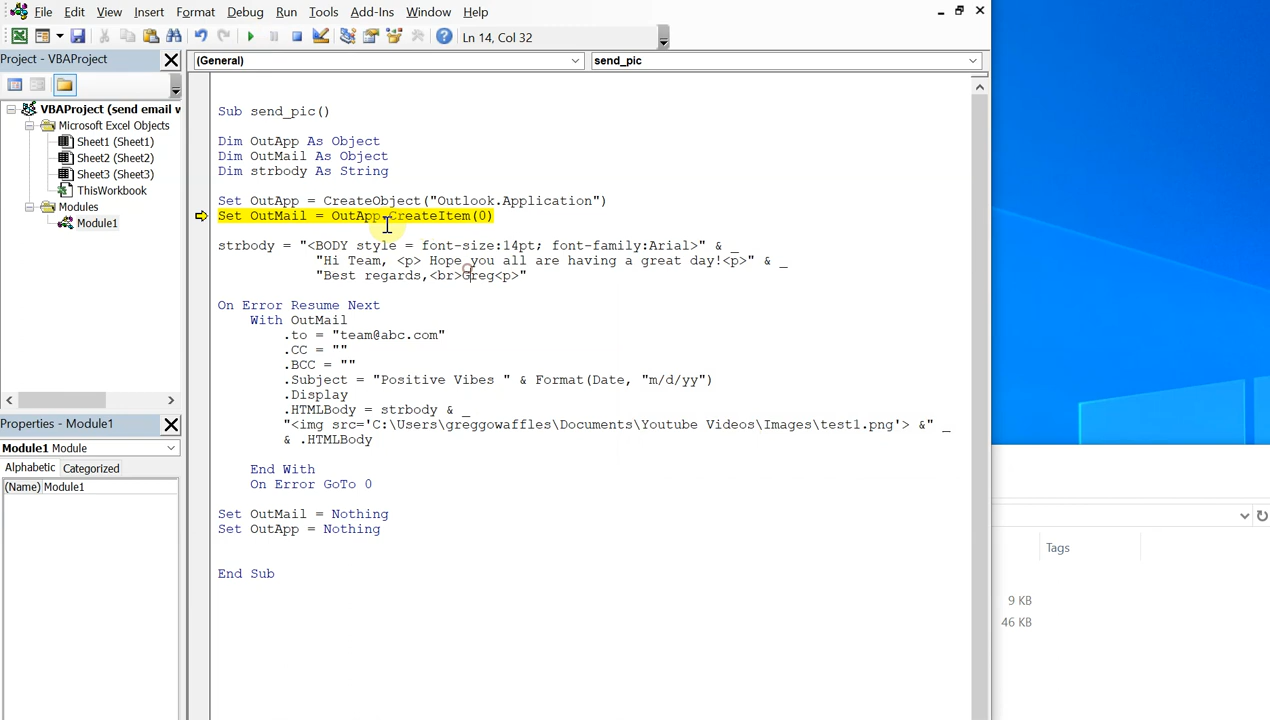 File Edit View Insert Format Debug Run Tools Add-Ins Window Help
Ln 14, Col 32
Project - VBAProject
(General)
send_pic
VBAProject (send email w
Microsoft Excel Objects
Sheet1 (Sheet1)
Sheet2 (Sheet2)
Sheet3 (Sheet3)
ThisWorkbook
Modules
Module1
Properties - Module1
Module1 Module
Alphabetic Categorized
(Name) Module1
Sub send_pic()
Dim OutApp As Object
Dim OutMail As Object
Dim strbody As String
Set OutApp = CreateObject("Outlook.Application")
Set OutMail = OutApp.CreateItem(0)
strbody = "<BODY style = font-size:14pt; font-family:Arial>" & _
"Hi Team, <p> Hope you all are having a great day!<p>" & _
"Best regards,<br>Greg<p>"
On Error Resume Next
With OutMail
.to = "team@abc.com"
.CC = ""
.BCC = ""
.Subject = "Positive Vibes " & Format(Date, "m/d/yy")
.Display
.HTMLBody = strbody & _
"<img src='C:\Users\greggowaffles\Documents\Youtube Videos\Images\test1.png'> &" _
& .HTMLBody
End With
On Error GoTo 0
Set OutMail = Nothing
Set OutApp = Nothing
End Sub
Tags
9 KB
46 KB